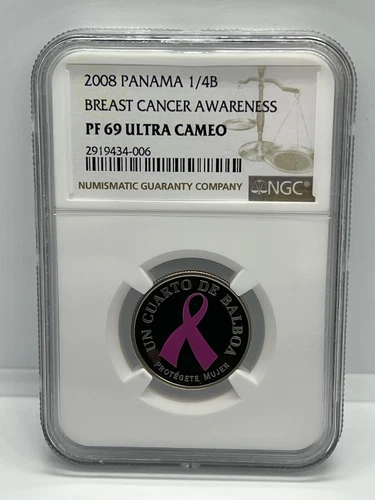 2008 PANAMA 1/4B
BREAST CANCER AWARENESS
PF 69 ULTRA CAMEO
2919434-006
NUMISMATIC GUARANTY COMPANY
NGC
UN CUARTO DE BALBOA
PROTÉGETE MUJER